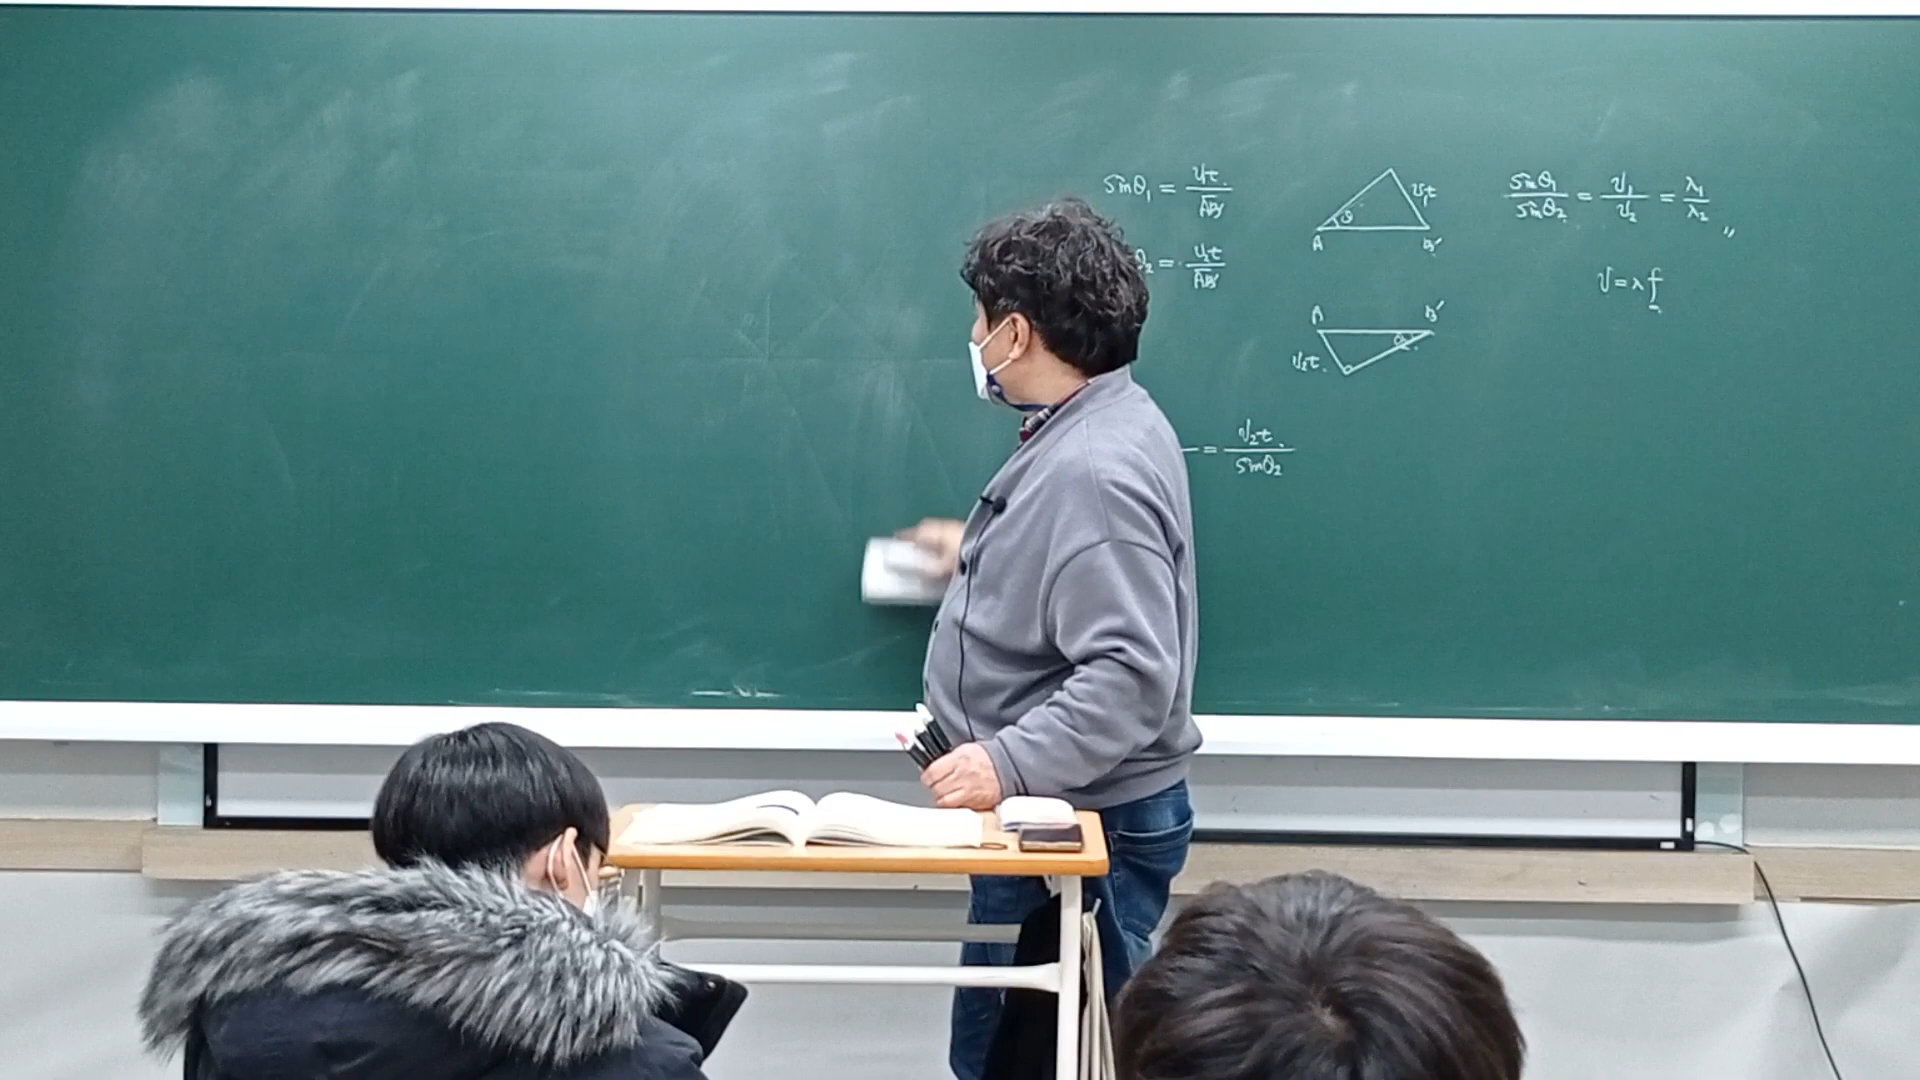 sinθ₁ = v₁t / AB'
θ₂ = v₂t / AB'
= v₂t / sinθ₂
θ
v₁t
A B'
A B'
v₂t
sinθ₁ / sinθ₂ = v₁ / v₂ = λ₁ / λ₂ 〃
v = λf